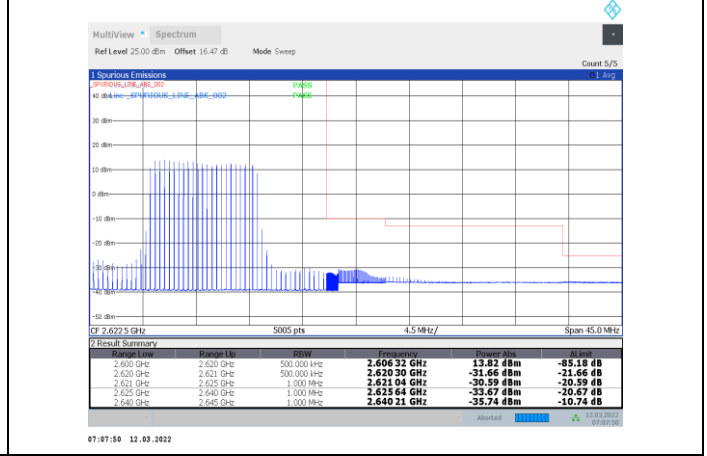 MultiView Spectrum
Ref Level 25.00 dBm Offset 16.47 dB Mode Sweep
Count 5/5
1 Spurious Emissions 1 Avg
_SPURIOUS_LINE_ABS_002 PASS
40 dBm Line _SPURIOUS_LINE_ABS_002 PASS
30 dBm
20 dBm
10 dBm
0 dBm
-10 dBm
-20 dBm
-30 dBm
-40 dBm
-50 dBm
CF 2.6225 GHz 5005 pts 4.5 MHz/ Span 45.0 MHz
2 Result Summary
Range Low Range Up RBW Frequency Power Abs ΔLimit
2.600 GHz 2.620 GHz 500.000 kHz 2.606 32 GHz 13.82 dBm -85.18 dB
2.620 GHz 2.621 GHz 500.000 kHz 2.620 30 GHz -31.66 dBm -21.66 dB
2.621 GHz 2.625 GHz 1.000 MHz 2.621 04 GHz -30.59 dBm -20.59 dB
2.625 GHz 2.640 GHz 1.000 MHz 2.625 64 GHz -33.67 dBm -20.67 dB
2.640 GHz 2.645 GHz 1.000 MHz 2.640 21 GHz -35.74 dBm -10.74 dB
Aborted 12.03.2022
07:07:50
07:07:50 12.03.2022